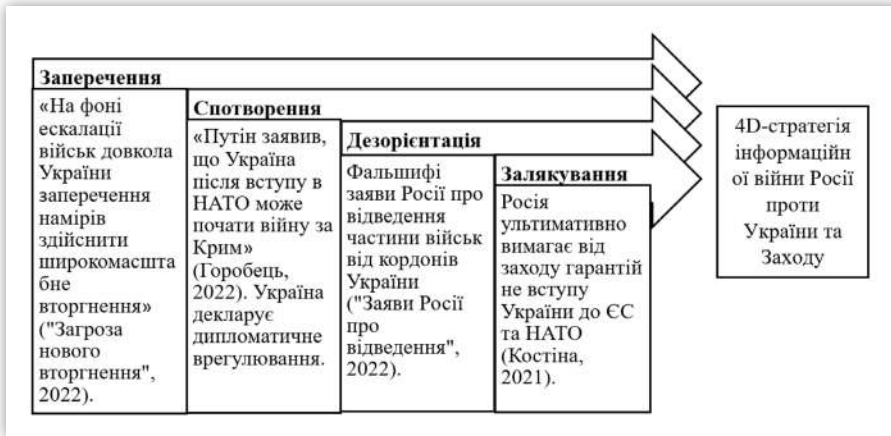 Заперечення
«На фоні
ескалації
військ довкола
України
заперечення
намірів
здійснити
широкомасшта
бне
вторгнення»
("Загроза
нового
вторгнення",
2022).
Спотворення
«Путін заявив,
що Україна
після вступу в
НАТО може
почати війну за
Крим»
(Горобець,
2022). Україна
декларує
дипломатичне
врегулювання.
Дезорієнтація
Фальшифі
заяви Росії про
відведення
частини військ
від кордонів
України
("Заяви Росії
про
відведення",
2022).
Залякування
Росія
ультимативно
вимагає від
заходу гарантій
не вступу
України до ЄС
та НАТО
(Костіна,
2021).
4D-стратегія
інформаційн
ої війни Росії
проти
України та
Заходу